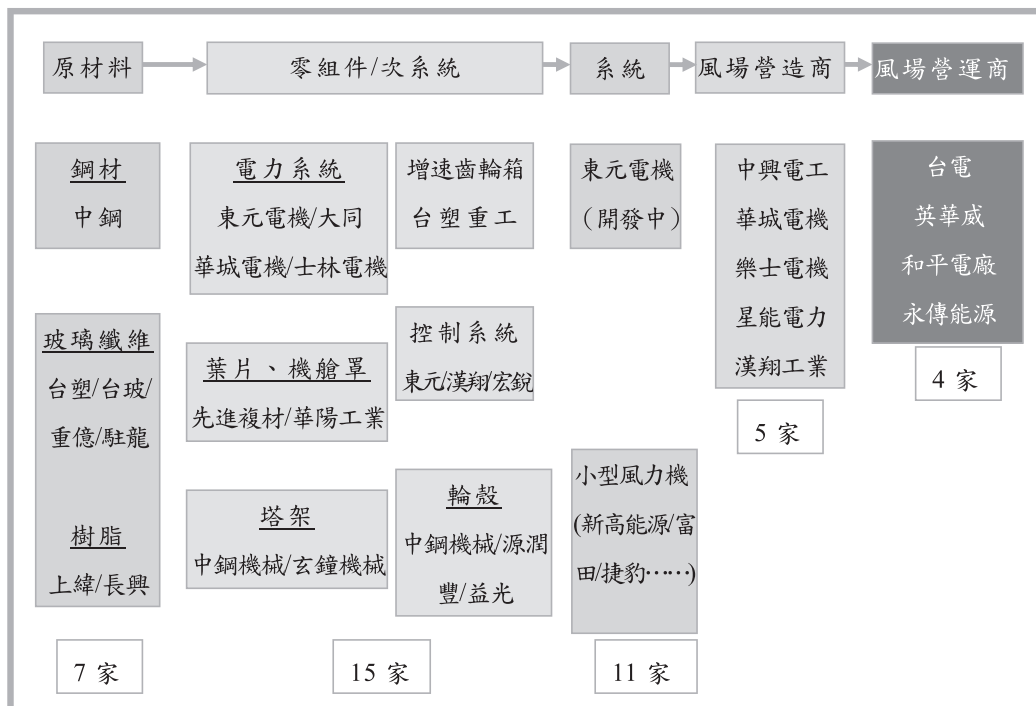 原材料
零組件/次系統
系統
風場營造商
風場營運商
鋼材
中鋼
玻璃纖維
台塑/台玻/
重億/駐龍
樹脂
上緯/長興
7 家
電力系統
東元電機/大同
華城電機/士林電機
葉片、機艙罩
先進複材/華陽工業
塔架
中鋼機械/玄鐘機械
增速齒輪箱
台塑重工
控制系統
東元/漢翔/宏銳
輪殼
中鋼機械/源潤
豐/益光
15 家
東元電機
（開發中）
小型風力機
(新高能源/富
田/捷豹……)
11 家
中興電工
華城電機
樂士電機
星能電力
漢翔工業
5 家
台電
英華威
和平電廠
永傳能源
4 家